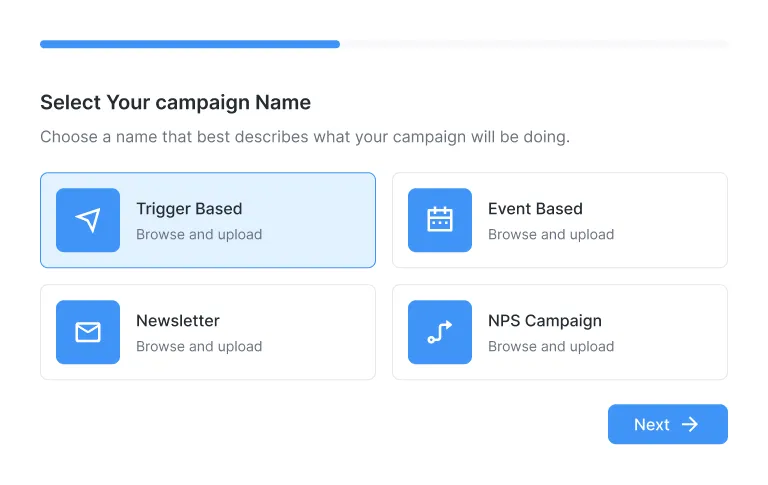 Select Your campaign Name
Choose a name that best describes what your campaign will be doing.
Trigger Based
Browse and upload
Event Based
Browse and upload
Newsletter
Browse and upload
NPS Campaign
Browse and upload
Next